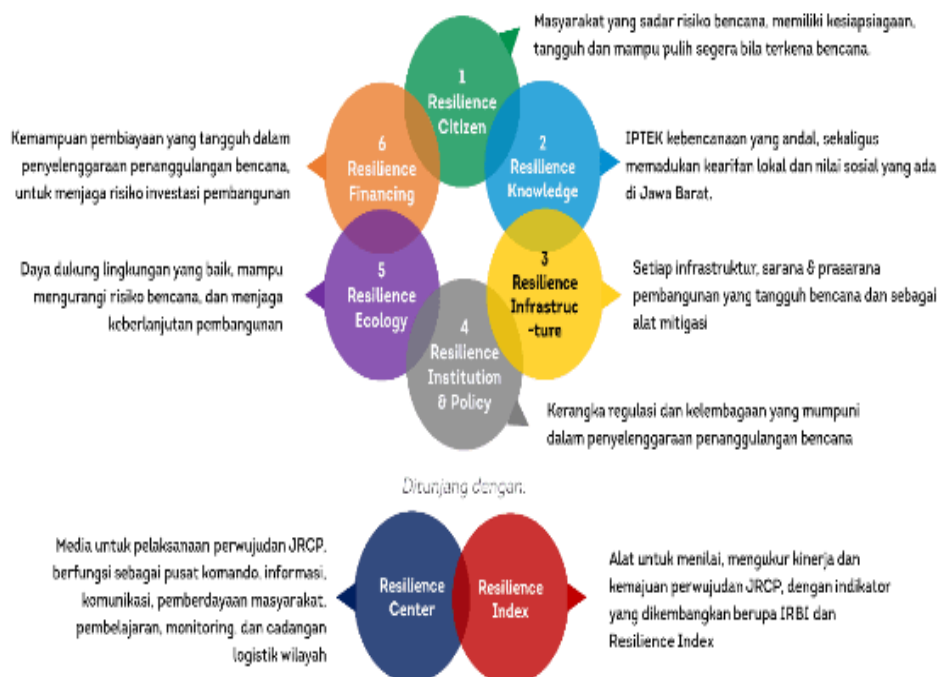 1
Resilience
Citizen
Masyarakat yang sadar risiko bencana, memiliki kesiapsiagaan,
tangguh dan mampu pulih segera bila terkena bencana.
2
Resilience
Knowledge
IPTEK kebencanaan yang andal, sekaligus
memadukan kearifan lokal dan nilai sosial yang ada
di Jawa Barat.
3
Resilience
Infrastruc
-ture
Setiap infrastruktur, sarana & prasarana
pembangunan yang tangguh bencana dan sebagai
alat mitigasi
4
Resilience
Institution
& Policy
Kerangka regulasi dan kelembagaan yang mumpuni
dalam penyelenggaraan penanggulangan bencana
5
Resilience
Ecology
Daya dukung lingkungan yang baik, mampu
mengurangi risiko bencana, dan menjaga
keberlanjutan pembangunan
6
Resilience
Financing
Kemampuan pembiayaan yang tangguh dalam
penyelenggaraan penanggulangan bencana,
untuk menjaga risiko investasi pembangunan
Ditunjang dengan:
Resilience
Center
Media untuk pelaksanaan perwujudan JRCP,
berfungsi sebagai pusat komando, informasi,
komunikasi, pemberdayaan masyarakat,
pembelajaran, monitoring, dan cadangan
logistik wilayah
Resilience
Index
Alat untuk menilai, mengukur kinerja dan
kemajuan perwujudan JRCP, dengan indikator
yang dikembangkan berupa IRBI dan
Resilience Index